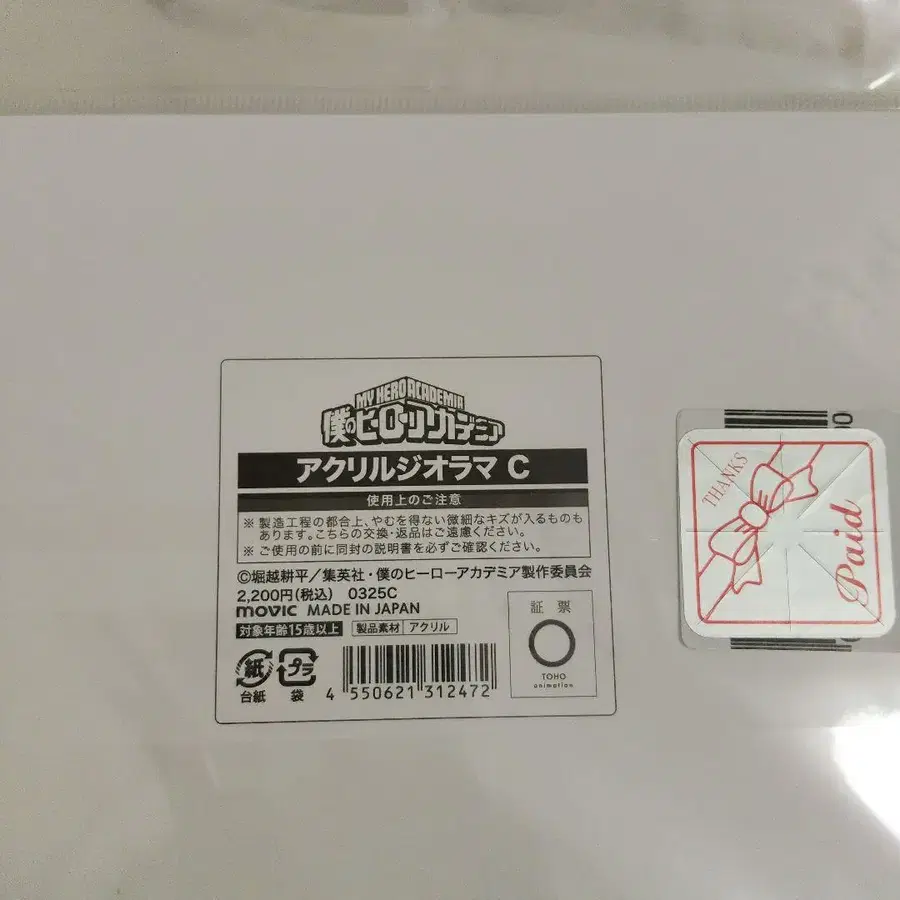 MY HERO ACADEMIA
僕のヒーローアカデミア
アクリルジオラマ C
使用上のご注意
※製造工程の都合上、やむを得ない微細なキズが入るものも
あります。こちらの交換・返品はご遠慮ください。
※ご使用の前に同封の説明書を必ずご確認ください。
©堀越耕平／集英社・僕のヒーローアカデミア製作委員会
2,200円(税込) 0325C
movic MADE IN JAPAN
対象年齢15歳以上 製品素材 アクリル
紙 プラ
台紙 袋
4 550621 312472
証票
TOHO
animation
THANKS
Paid